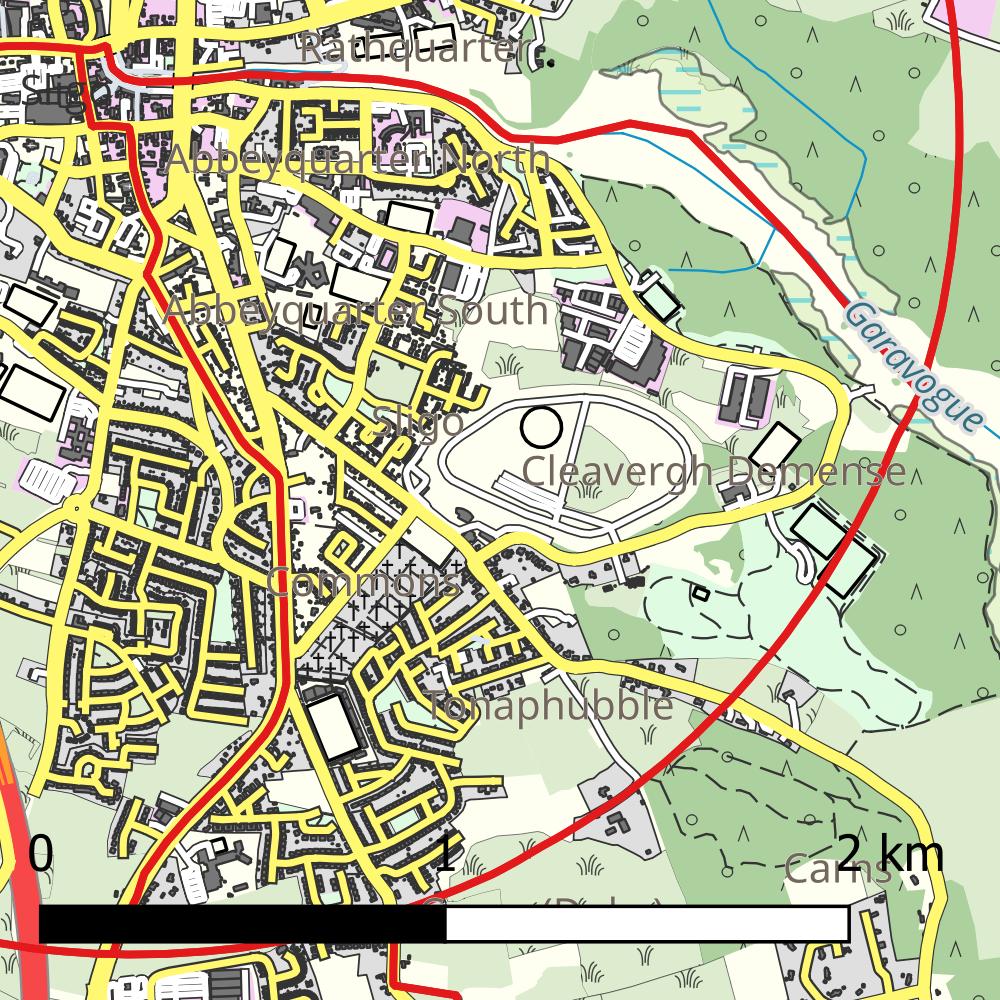 Rathquarter
Sligo
Abbeyquarter North
Abbeyquarter South
Garavogue
Sligo
Cleavergh Demense
Commons
Tonaphubble
0 1 2 km
Carns